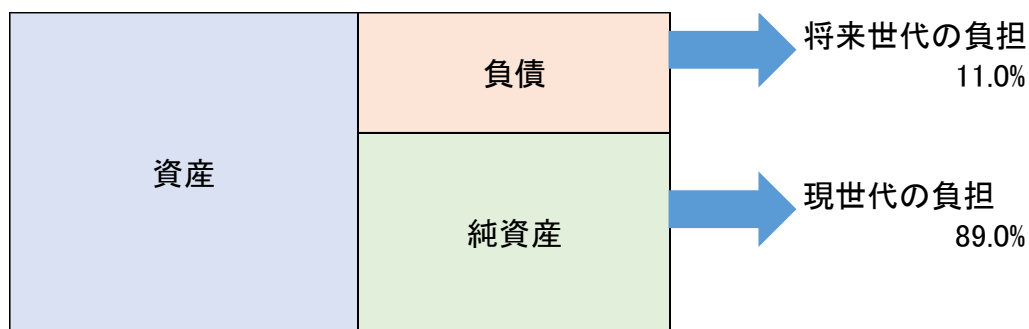 資産
負債
純資産
将来世代の負担
11.0%
現世代の負担
89.0%